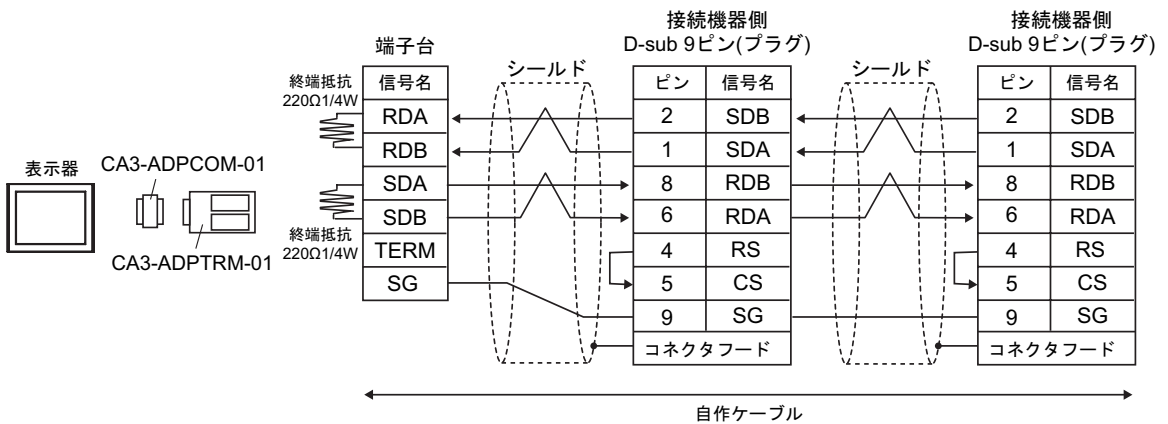 接続機器側
D-sub 9ピン(プラグ)
接続機器側
D-sub 9ピン(プラグ)
端子台
シールド
シールド
終端抵抗
220Ω1/4W
信号名
RDA
RDB
SDA
SDB
TERM
SG
終端抵抗
220Ω1/4W
表示器
CA3-ADPCOM-01
CA3-ADPTRM-01
ピン 信号名
2 SDB
1 SDA
8 RDB
6 RDA
4 RS
5 CS
9 SG
コネクタフード
ピン 信号名
2 SDB
1 SDA
8 RDB
6 RDA
4 RS
5 CS
9 SG
コネクタフード
自作ケーブル